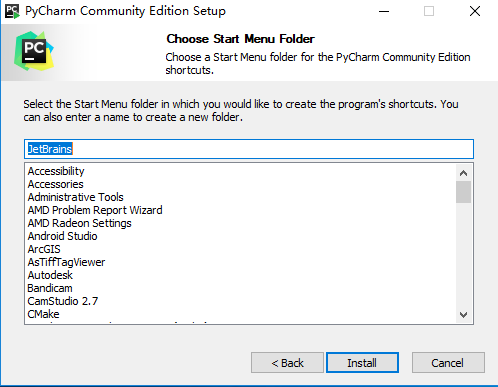 PyCharm Community Edition Setup
PC
Choose Start Menu Folder
Choose a Start Menu folder for the PyCharm Community Edition
shortcuts.
Select the Start Menu folder in which you would like to create the program's shortcuts. You
can also enter a name to create a new folder.
JetBrains
Accessibility
Accessories
Administrative Tools
AMD Problem Report Wizard
AMD Radeon Settings
Android Studio
ArcGIS
AsTiffTagViewer
Autodesk
Bandicam
CamStudio 2.7
CMake
< Back
Install
Cancel